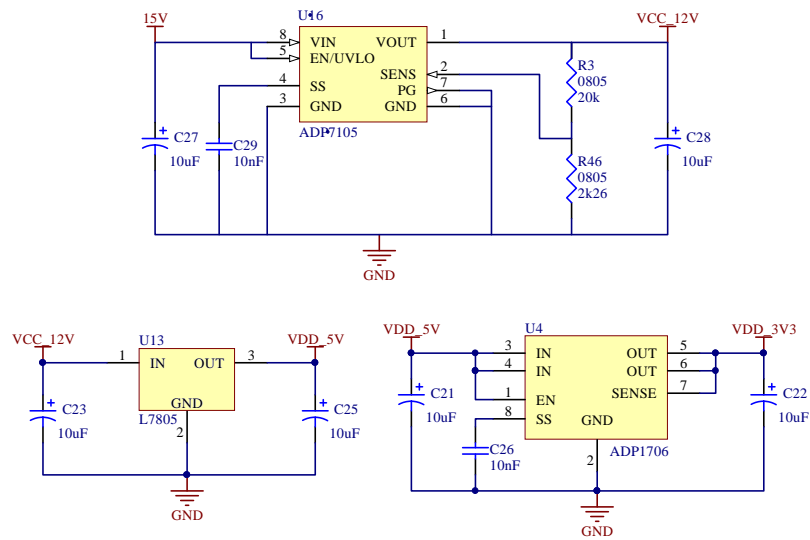 15V
U16
VCC_12V
8
VIN
VOUT
1
5
EN/UVLO
SENS
2
R3
0805
20k
4
SS
PG
7
3
GND
GND
6
ADP7105
C27
10uF
C29
10nF
C28
10uF
R46
0805
2k26
GND
VCC_12V
U13
VDD_5V
1
IN
OUT
3
GND
L7805
2
C23
10uF
C25
10uF
GND
VDD_5V
U4
VDD_3V3
3
IN
OUT
5
4
IN
OUT
6
1
EN
SENSE
7
8
SS
GND
ADP1706
2
C21
10uF
C26
10nF
C22
10uF
GND